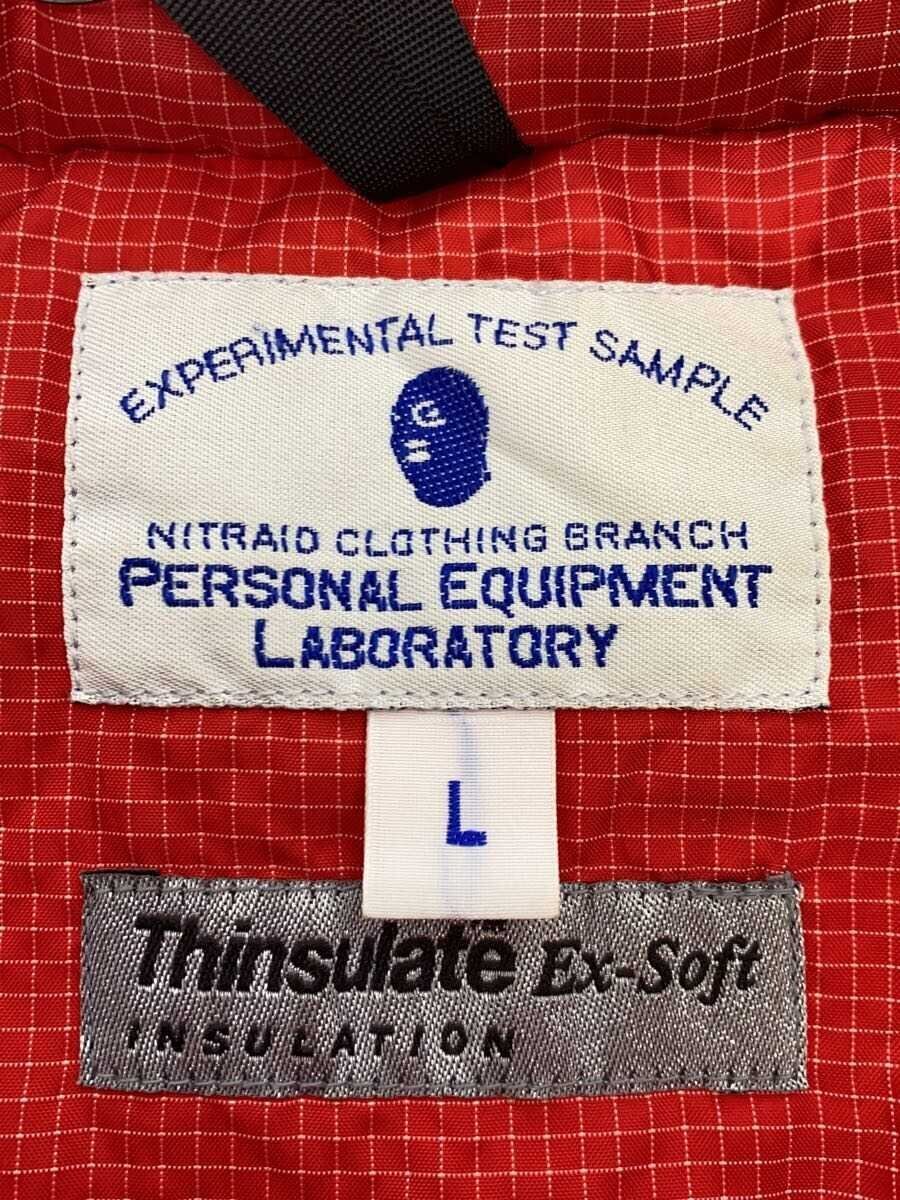 EXPERIMENTAL TEST SAMPLE
NITRAID CLOTHING BRANCH
PERSONAL EQUIPMENT
LABORATORY
L
Thinsulate Ex-Soft
INSULATION